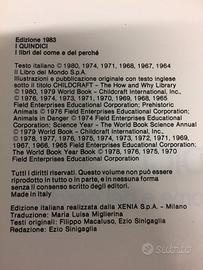 Edizione 1983
I QUINDICI
I libri del come e del perché
Testo italiano © 1980, 1974, 1971, 1968, 1967, 1964
Il Libro del Mondo S.p.A.
Illustrazioni e pubblicazione originale con testo inglese
sotto il titolo CHILDCRAFT - The How and Why Library
© 1980, 1979 World Book - Childcraft International, Inc.
© 1976, 1975, 1974, 1973, 1972, 1971, 1970, 1969, 1968, 1965
Field Enterprises Educational Corporation; Prehistoric
Animals © 1976 Field Enterprises Educational Corporation;
Animals in Danger © 1974 Field Enterprises Educational
Corporation; Science Year - The World Book Science Annual
© 1979 World Book - Childcraft International, Inc.
© 1978, 1977, 1976, 1975, 1974, 1973, 1972, 1971, 1969,
1967, 1966, 1965 Field Enterprises Educational Corporation;
The World Book Year Book © 1978, 1976, 1975, 1970
Field Enterprises Educational Corporation
Tutti i diritti riservati. Questo volume non può essere
riprodotto in tutto o in parte, e in nessuna forma
senza il consenso scritto degli editori.
Made in Italy
Edizione italiana realizzata dalla XENIA S.p.A. - Milano
Traduzione: Maria Luisa Miglierina
Testi originali: Filippo Macaluso, Ezio Sinigaglia
Redazione: Ezio Sinigaglia
Subito